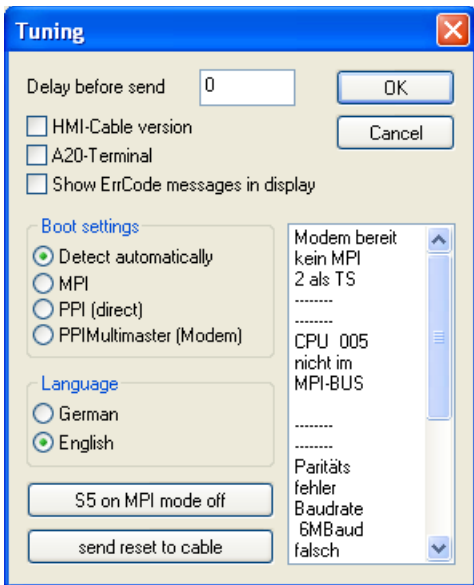 Tuning
Delay before send 0
OK
HMI-Cable version
Cancel
A20-Terminal
Show ErrCode messages in display
Boot settings
Detect automatically
MPI
PPI (direct)
PPIMultimaster (Modem)
Language
German
English
S5 on MPI mode off
send reset to cable
Modem bereit
kein MPI
2 als TS
--------
--------
CPU 005
nicht im
MPI-BUS
--------
--------
Paritäts
fehler
Baudrate
6MBaud
falsch